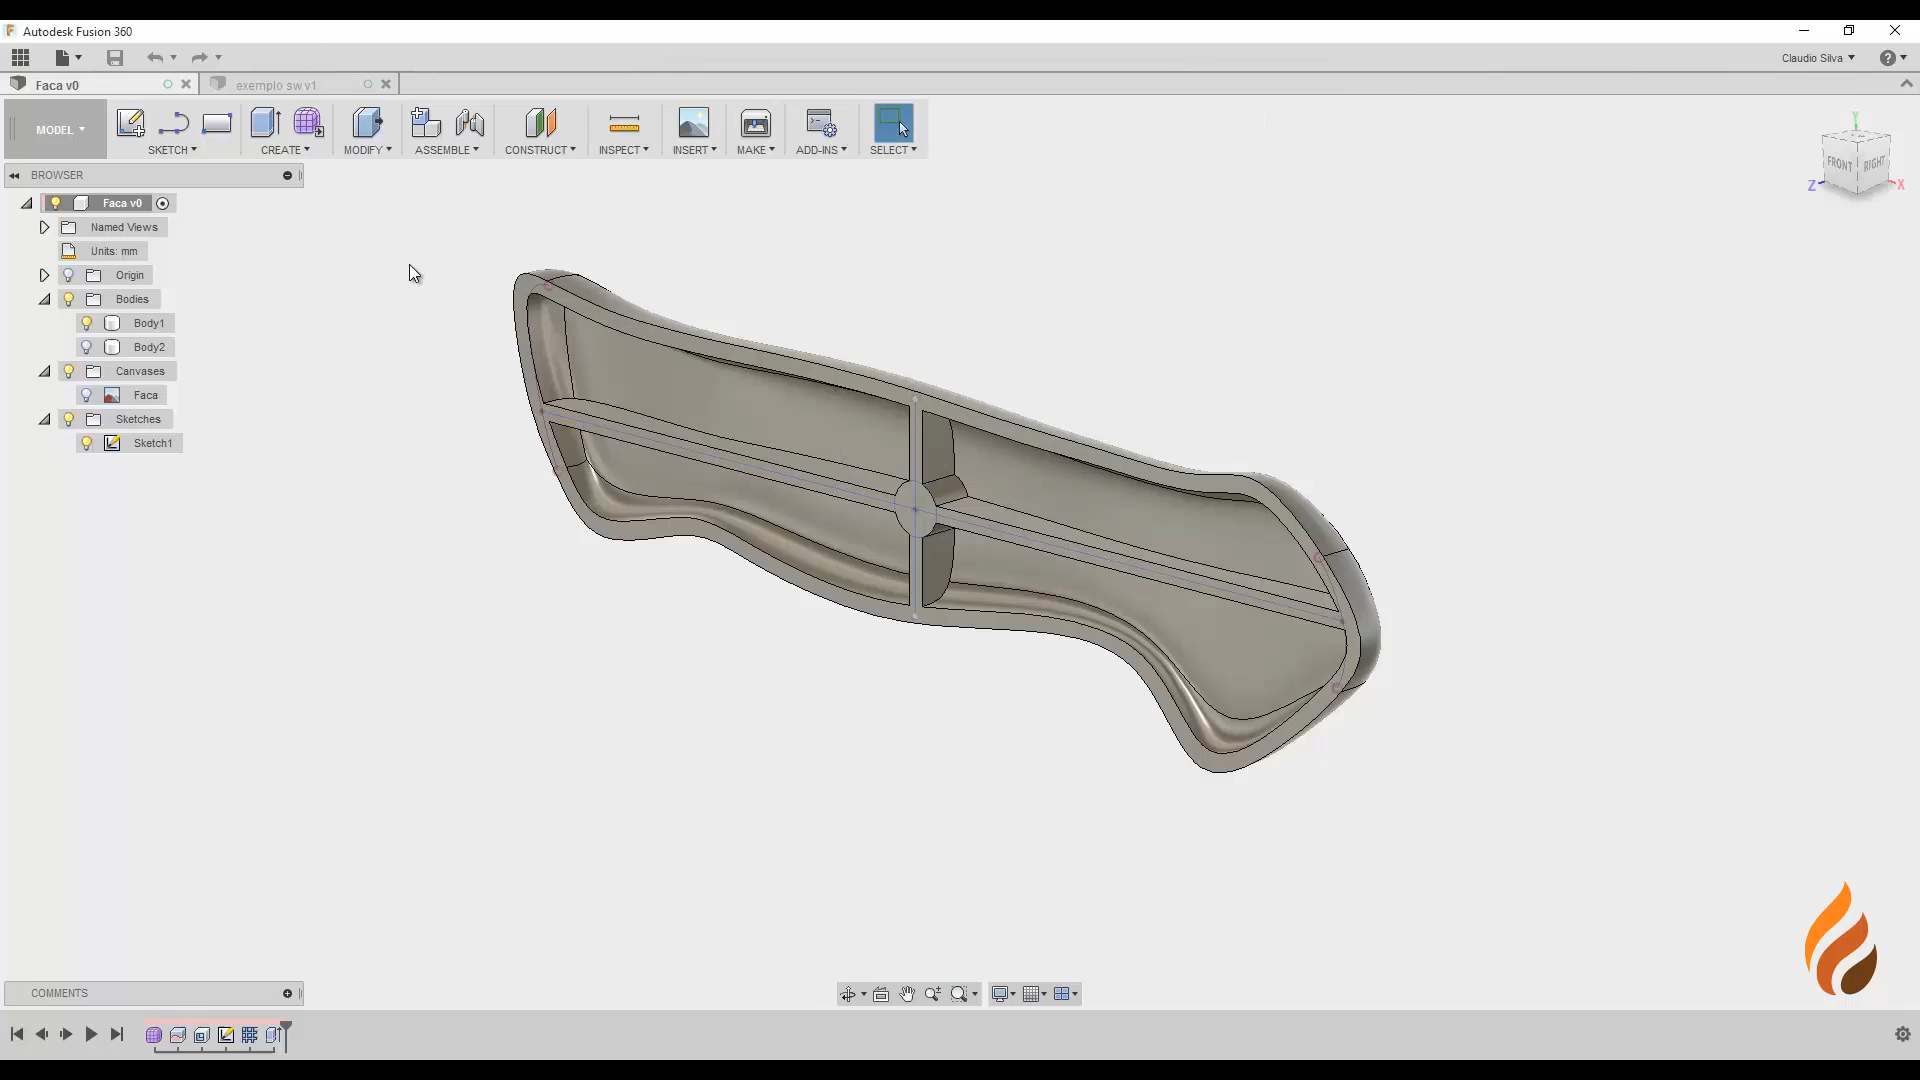 Autodesk Fusion 360
Claudio Silva
Faca v0
exemplo sw v1
MODEL
SKETCH
CREATE
MODIFY
ASSEMBLE
CONSTRUCT
INSPECT
INSERT
MAKE
ADD-INS
SELECT
Y
FRONT
RIGHT
Z
X
BROWSER
Faca v0
Named Views
Units: mm
Origin
Bodies
Body1
Body2
Canvases
Faca
Sketches
Sketch1
COMMENTS